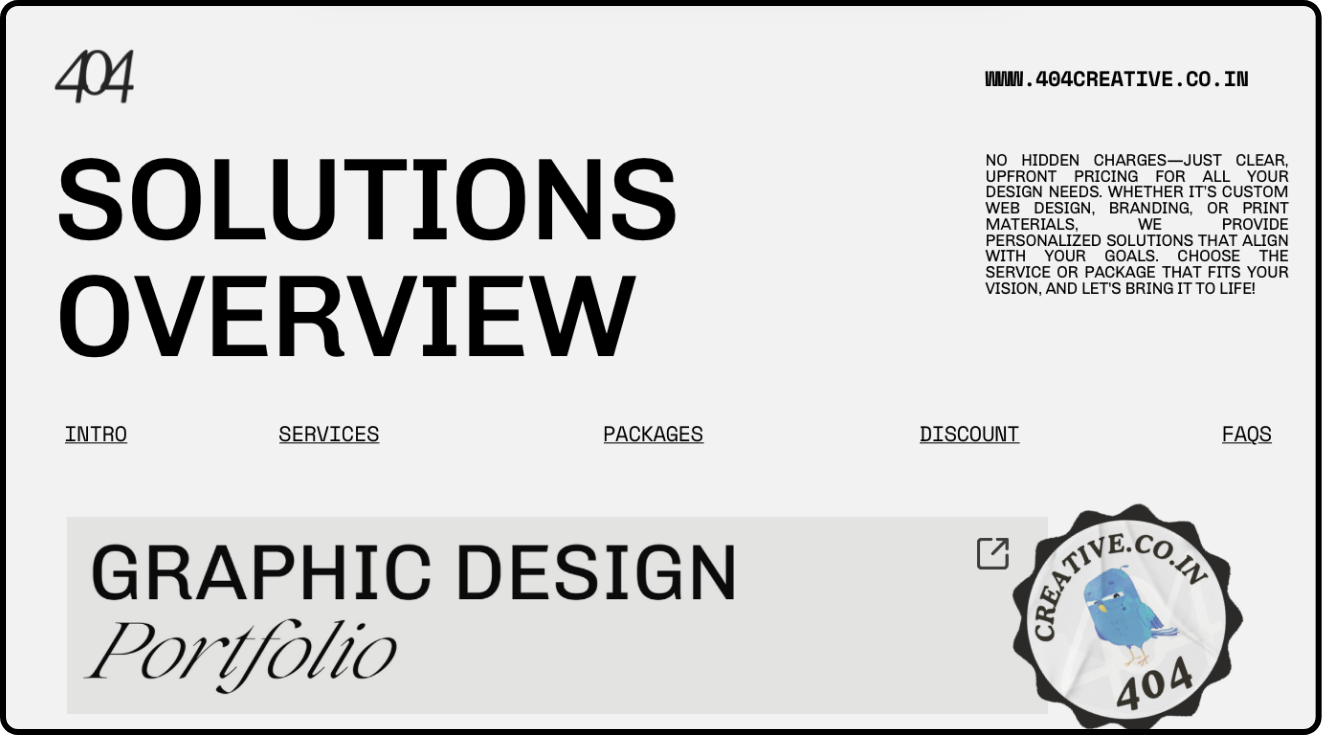 404
WWW.404CREATIVE.CO.IN
SOLUTIONS
OVERVIEW
NO HIDDEN CHARGES—JUST CLEAR,
UPFRONT PRICING FOR ALL YOUR
DESIGN NEEDS. WHETHER IT'S CUSTOM
WEB DESIGN, BRANDING, OR PRINT
MATERIALS, WE PROVIDE
PERSONALIZED SOLUTIONS THAT ALIGN
WITH YOUR GOALS. CHOOSE THE
SERVICE OR PACKAGE THAT FITS YOUR
VISION, AND LET'S BRING IT TO LIFE!
INTRO SERVICES PACKAGES DISCOUNT FAQS
GRAPHIC DESIGN
Portfolio
CREATIVE.CO.IN
404